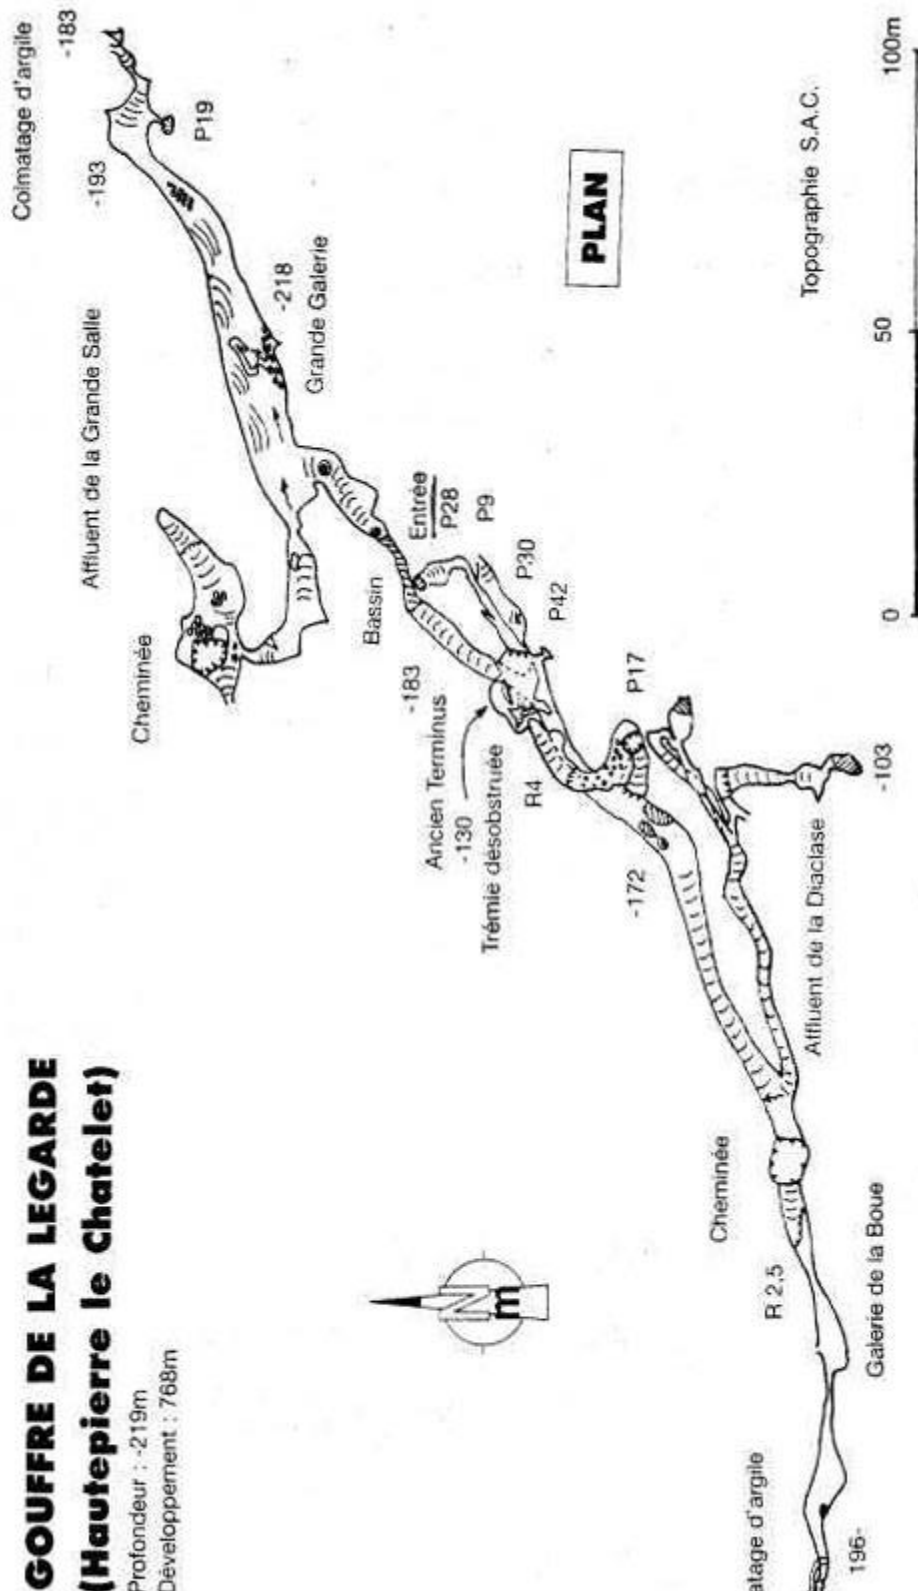 GOUFFRE DE LA LEGARDE
(Hautepierre le Chatelet)
Profondeur : -219m
Développement : 768m
Colmatage d'argile
-183
-193
P19
Affluent de la Grande Salle
-218
Grande Galerie
Cheminée
Bassin
Entrée
P28
P9
P30
P42
-183
Ancien Terminus
-130
Trémie désobstruée
R4
P17
-172
-103
Affluent de la Diaclase
Cheminée
R 2,5
Galerie de la Boue
atage d'argile
196-
N
m
PLAN
Topographie S.A.C.
0
50
100m